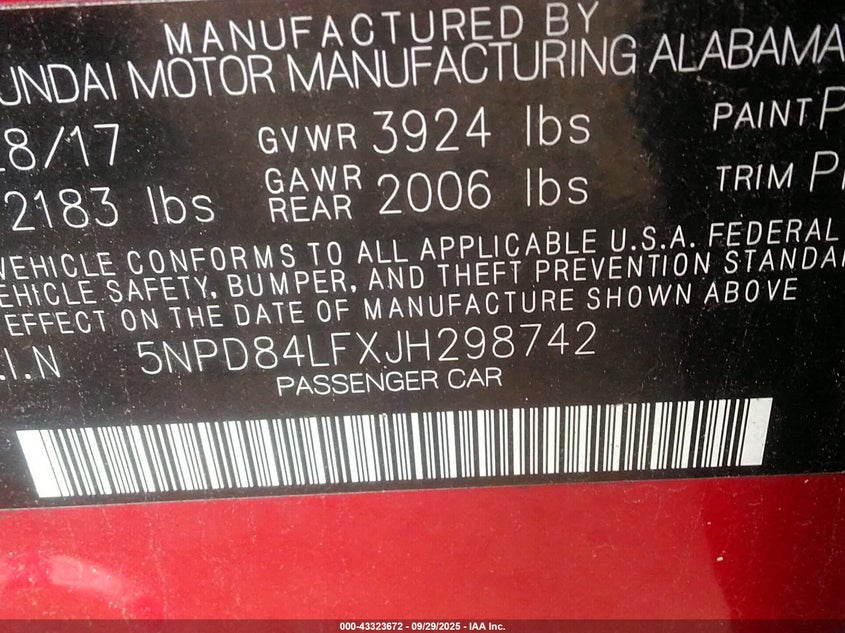 MANUFACTURED BY
UNDAI MOTOR MANUFACTURING ALABAMA
8/17 GVWR 3924 lbs PAINT P
2183 lbs GAWR REAR 2006 lbs TRIM P
VEHICLE CONFORMS TO ALL APPLICABLE U.S.A. FEDERAL
EHICLE SAFETY, BUMPER, AND THEFT PREVENTION STANDA
EFFECT ON THE DATE OF MANUFACTURE SHOWN ABOVE
.I.N 5NPD84LFXJH298742
PASSENGER CAR
000-43323672 - 09/29/2025 - IAA Inc.